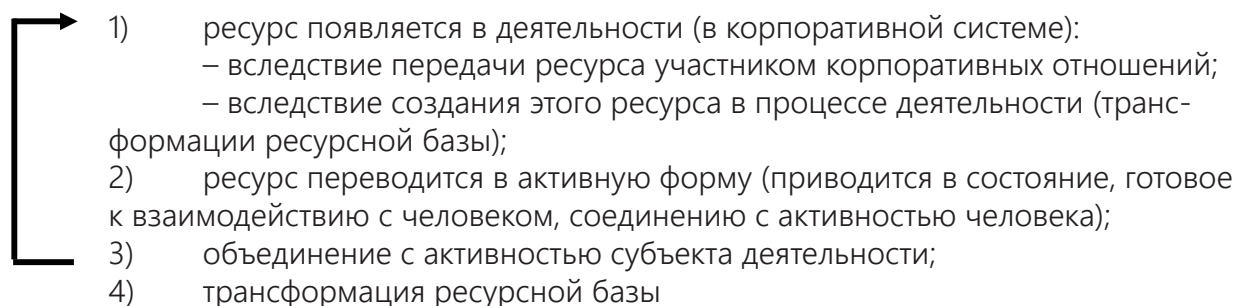 1) ресурс появляется в деятельности (в корпоративной системе):
– вследствие передачи ресурса участником корпоративных отношений;
– вследствие создания этого ресурса в процессе деятельности (транс-
формации ресурсной базы);
2) ресурс переводится в активную форму (приводится в состояние, готовое
к взаимодействию с человеком, соединению с активностью человека);
3) объединение с активностью субъекта деятельности;
4) трансформация ресурсной базы